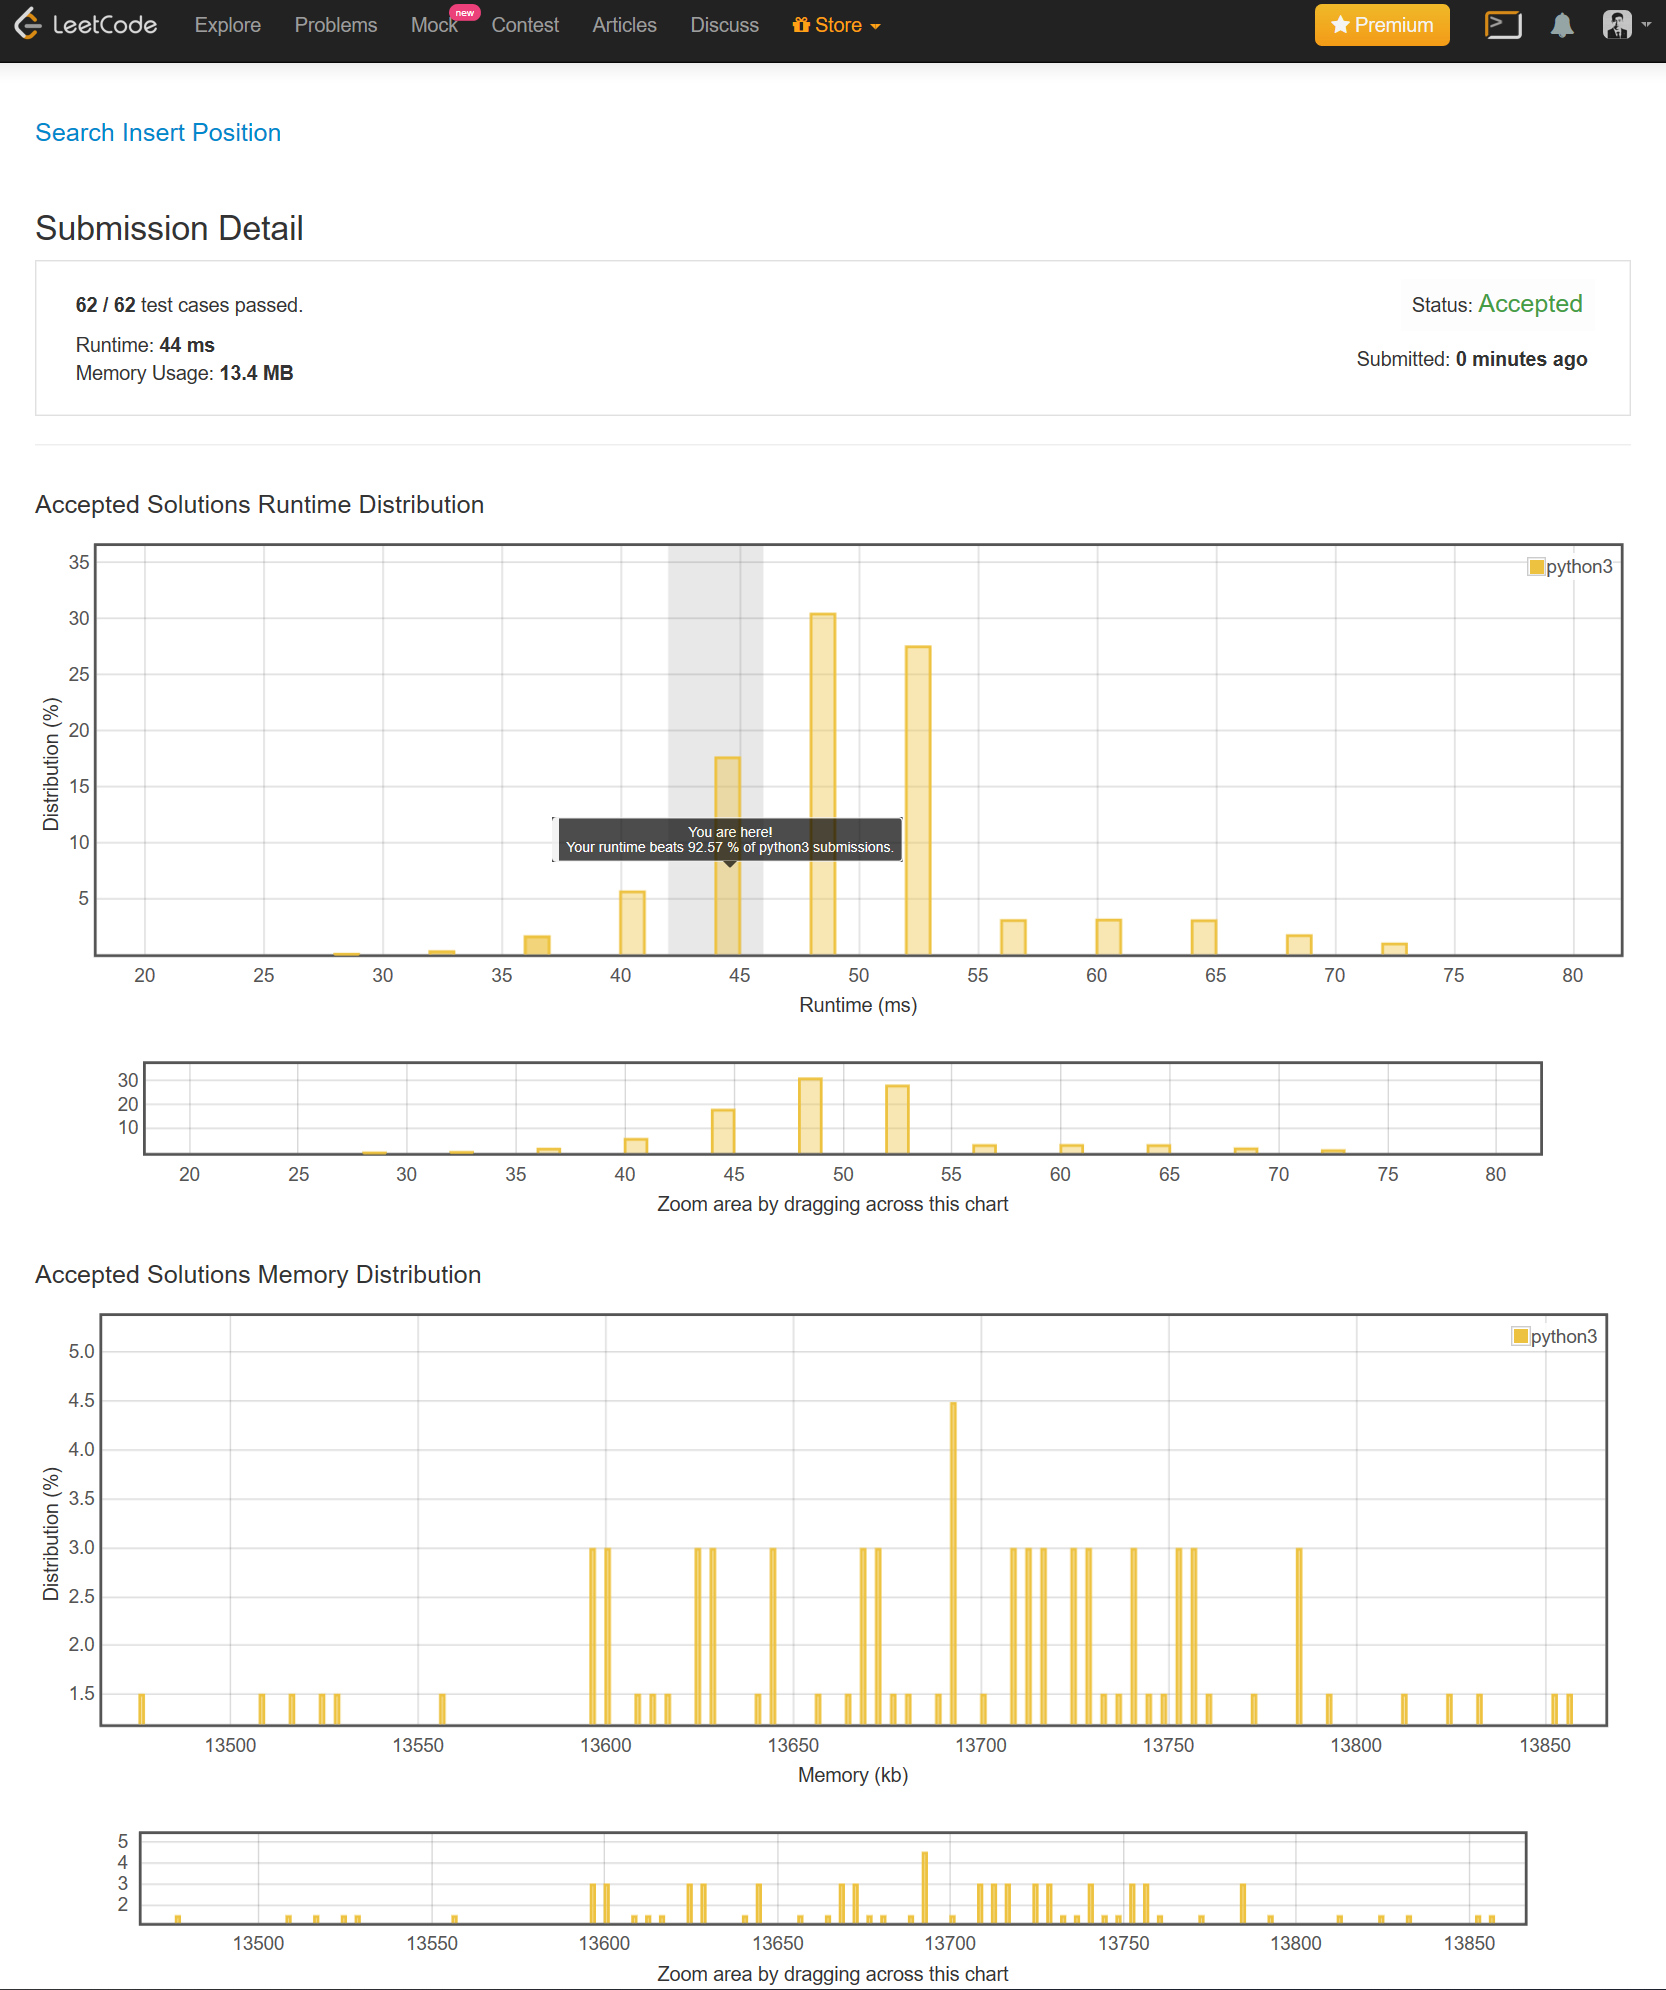 LeetCode Explore Problems Mock new Contest Articles Discuss Store Premium
Search Insert Position
Submission Detail
62 / 62 test cases passed.
Status: Accepted
Runtime: 44 ms
Submitted: 0 minutes ago
Memory Usage: 13.4 MB
Accepted Solutions Runtime Distribution
35
30
25
20
15
10
5
Distribution (%)
python3
You are here!
Your runtime beats 92.57 % of python3 submissions.
20 25 30 35 40 45 50 55 60 65 70 75 80
Runtime (ms)
30
20
10
20 25 30 35 40 45 50 55 60 65 70 75 80
Zoom area by dragging across this chart
Accepted Solutions Memory Distribution
5.0
4.5
4.0
3.5
3.0
2.5
2.0
1.5
Distribution (%)
python3
13500 13550 13600 13650 13700 13750 13800 13850
Memory (kb)
5
4
3
2
13500 13550 13600 13650 13700 13750 13800 13850
Zoom area by dragging across this chart